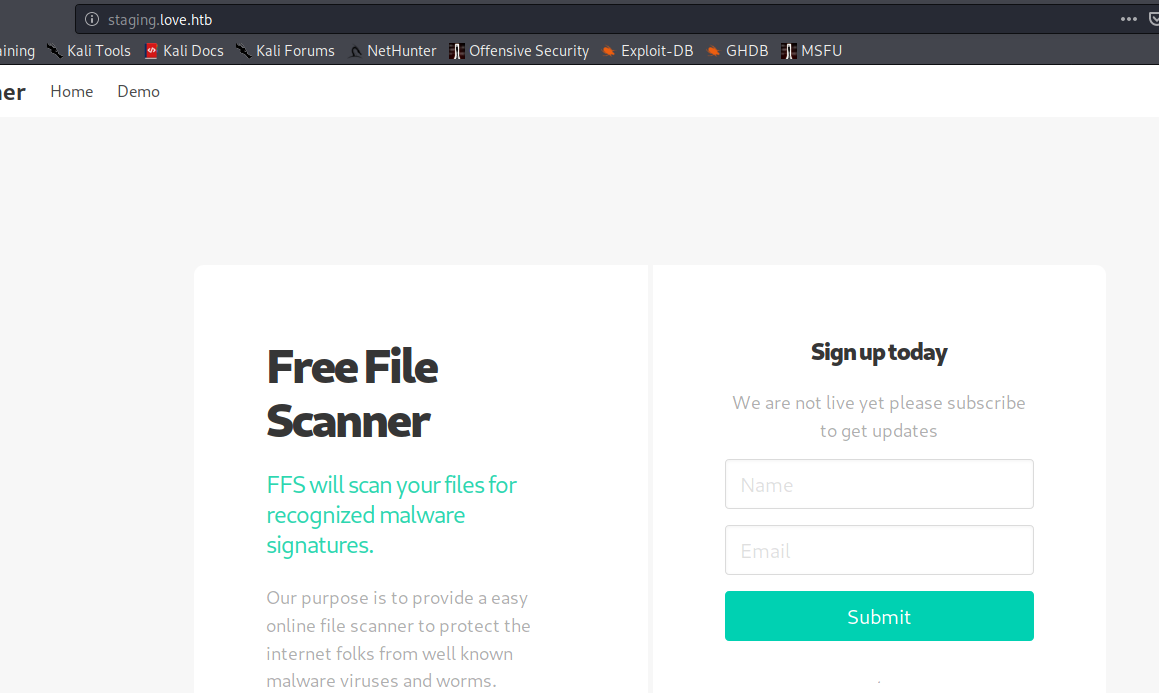 staging.love.htb
aining Kali Tools Kali Docs Kali Forums NetHunter Offensive Security Exploit-DB GHDB MSFU
er Home Demo
Free File
Scanner
FFS will scan your files for
recognized malware
signatures.
Our purpose is to provide a easy
online file scanner to protect the
internet folks from well known
malware viruses and worms.
Sign up today
We are not live yet please subscribe
to get updates
Name
Email
Submit